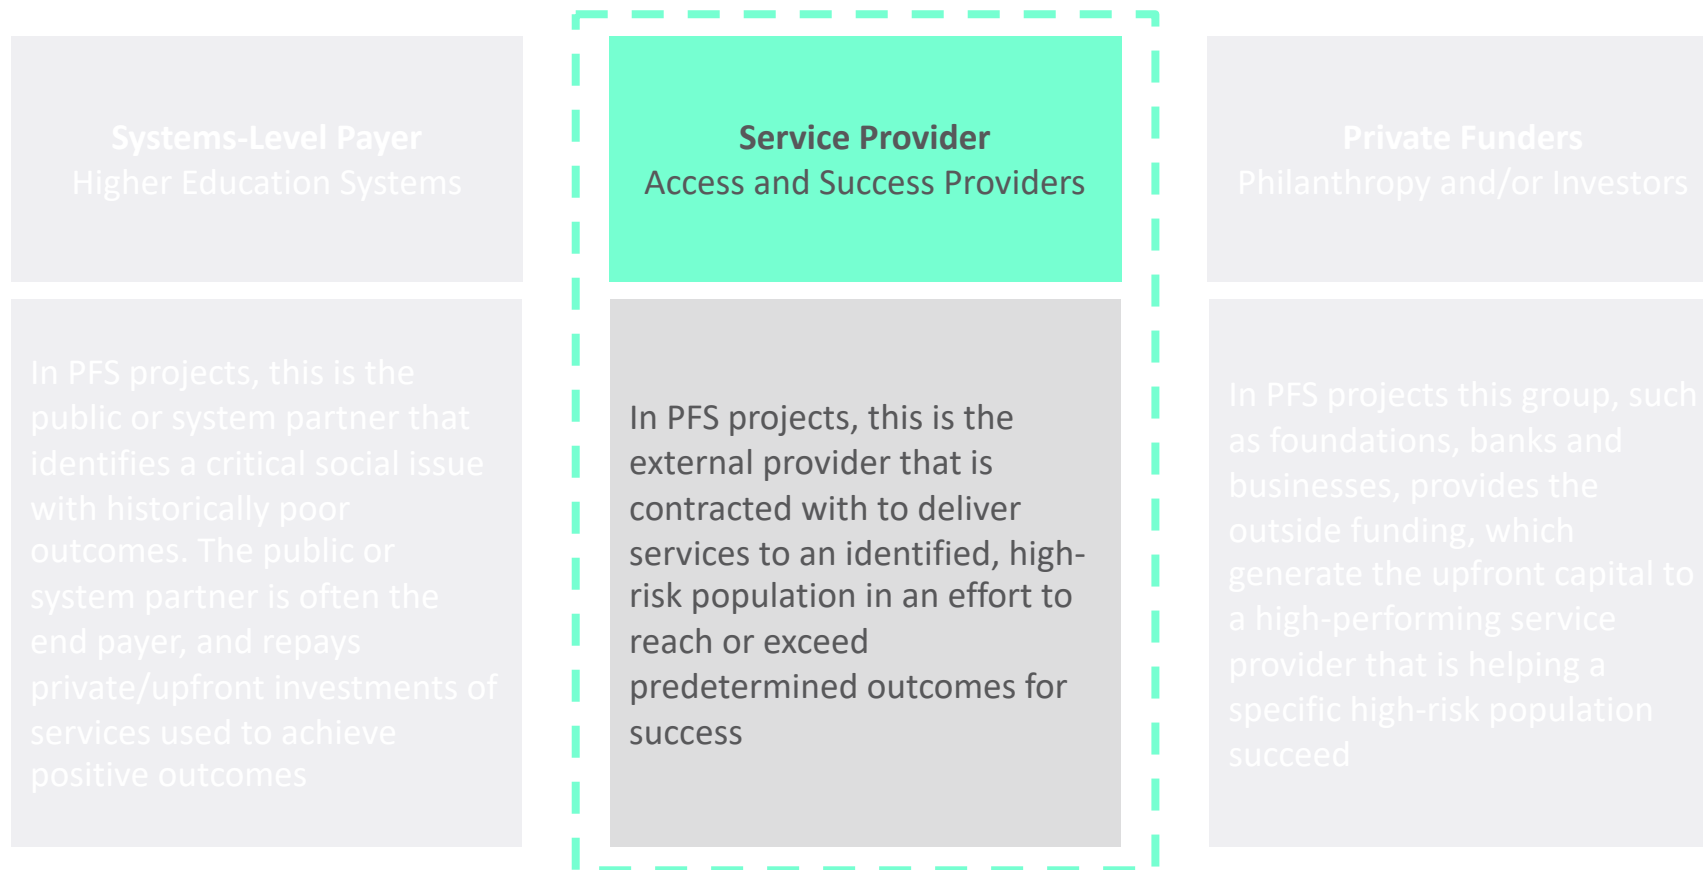 Systems-Level Payer
Higher Education Systems
In PFS projects, this is the
public or system partner that
identifies a critical social issue
with historically poor
outcomes. The public or
system partner is often the
end payer, and repays
private/upfront investments of
services used to achieve
positive outcomes
Service Provider
Access and Success Providers
In PFS projects, this is the
external provider that is
contracted with to deliver
services to an identified, high-
risk population in an effort to
reach or exceed
predetermined outcomes for
success
Private Funders
Philanthropy and/or Investors
In PFS projects this group, such
as foundations, banks and
businesses, provides the
outside funding, which
generate the upfront capital to
a high-performing service
provider that is helping a
specific high-risk population
succeed